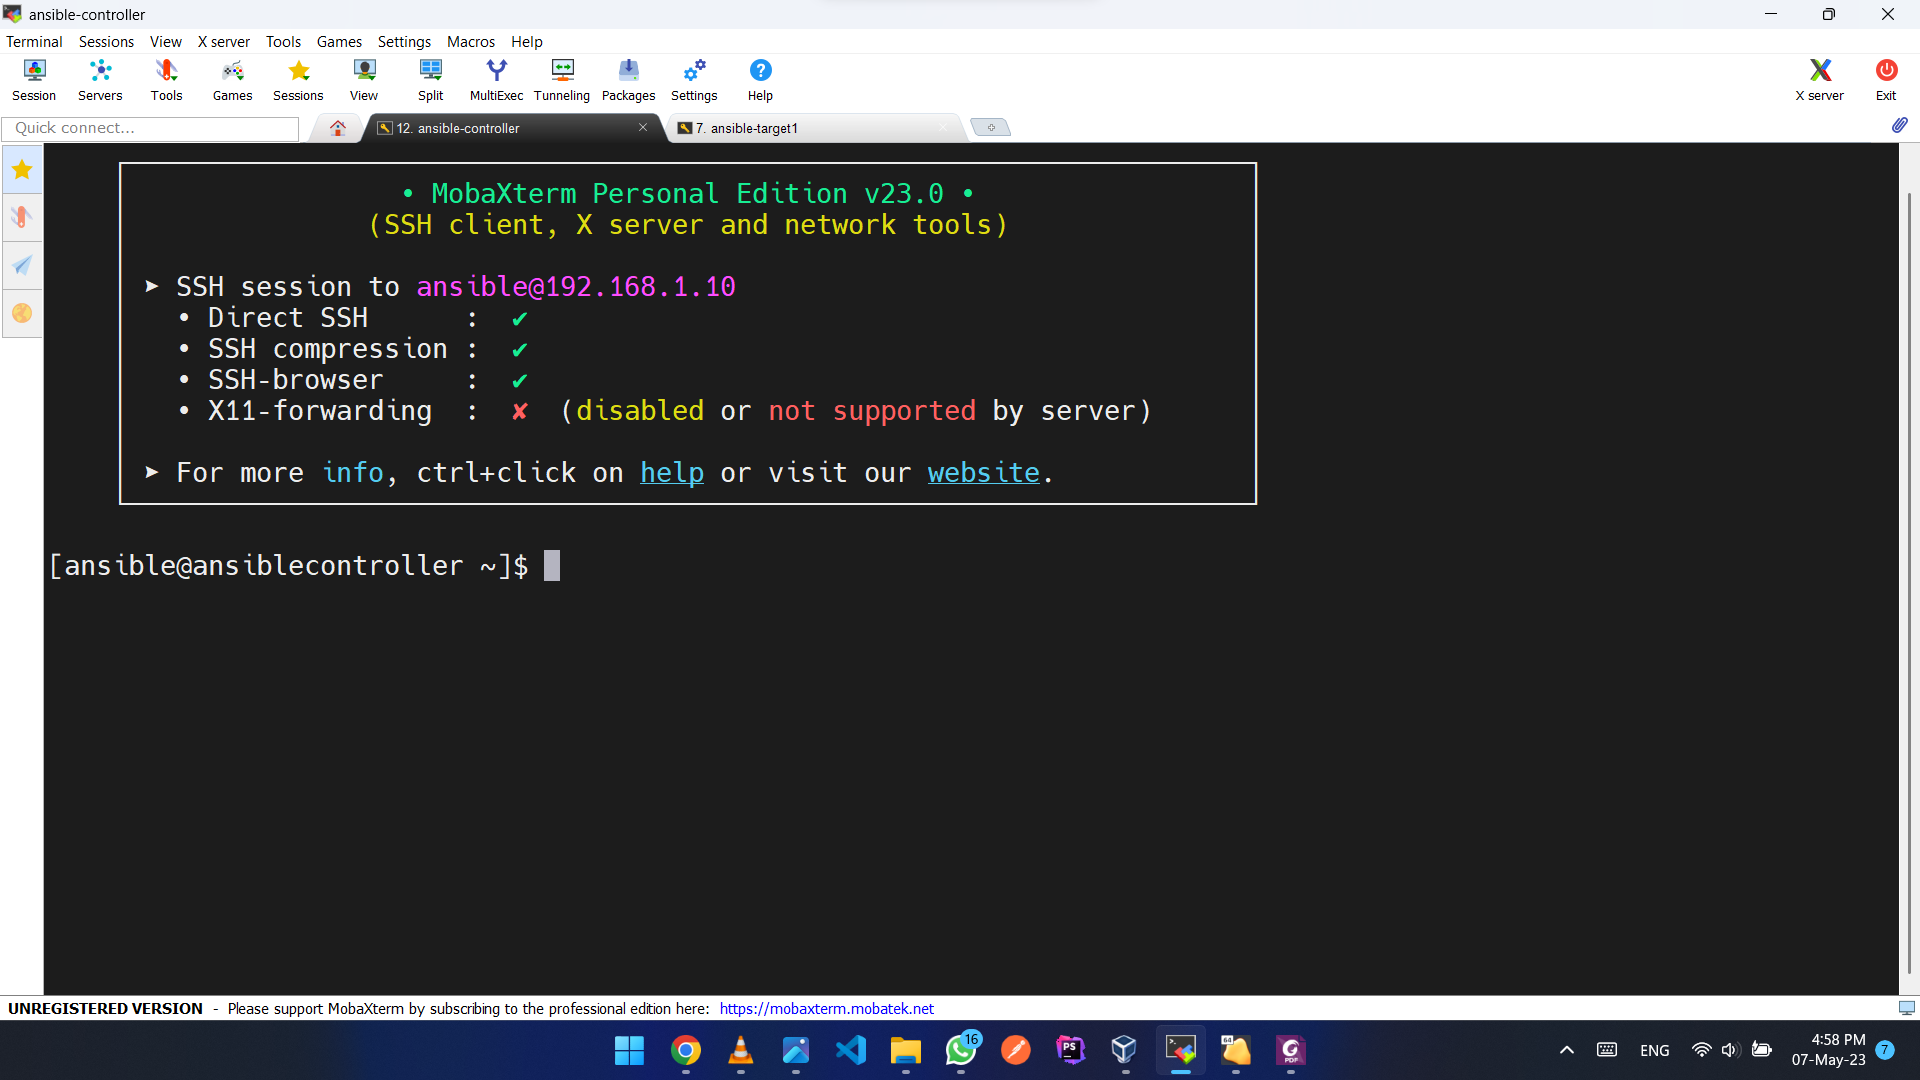 ansible-controller
Terminal Sessions View X server Tools Games Settings Macros Help
Session Servers Tools Games Sessions View Split MultiExec Tunneling Packages Settings Help X server Exit
Quick connect...
12. ansible-controller
7. ansible-target1
• MobaXterm Personal Edition v23.0 •
(SSH client, X server and network tools)
➤ SSH session to ansible@192.168.1.10
• Direct SSH : ✔
• SSH compression : ✔
• SSH-browser : ✔
• X11-forwarding : ✘ (disabled or not supported by server)
➤ For more info, ctrl+click on help or visit our website.
[ansible@ansiblecontroller ~]$
UNREGISTERED VERSION - Please support MobaXterm by subscribing to the professional edition here: https://mobaxterm.mobatek.net
16
PS
64
PDF
ENG
4:58 PM
07-May-23
7